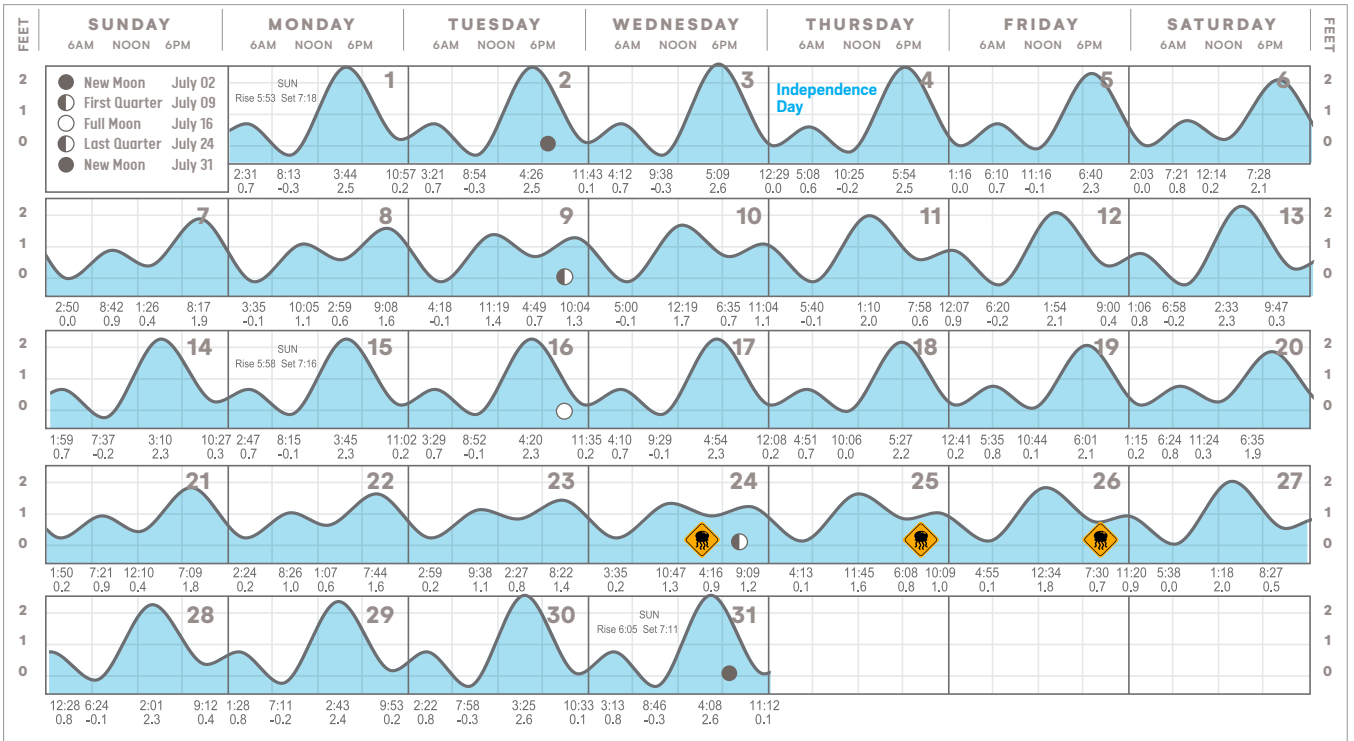 FEET SUNDAY MONDAY TUESDAY WEDNESDAY THURSDAY FRIDAY SATURDAY FEET
6AM NOON 6PM 6AM NOON 6PM 6AM NOON 6PM 6AM NOON 6PM 6AM NOON 6PM 6AM NOON 6PM 6AM NOON 6PM
New Moon July 02
First Quarter July 09
Full Moon July 16
Last Quarter July 24
New Moon July 31
SUN
Rise 5:53 Set 7:18
Independence
Day
1 2 3 4 5 6
2 2
1 1
0 0
2:31 8:13 3:44 10:57 3:21 8:54 4:26 11:43 4:12 9:38 5:09 12:29 5:08 10:25 5:54 1:16 6:10 11:16 6:40 2:03 7:21 12:14 7:28
0.7 -0.3 2.5 0.2 0.7 -0.3 2.5 0.1 0.7 -0.3 2.6 0.0 0.6 -0.2 2.5 0.0 0.7 -0.1 2.3 0.0 0.8 0.2 2.1
7 8 9 10 11 12 13
2 2
1 1
0 0
2:50 8:42 1:26 8:17 3:35 10:05 2:59 9:08 4:18 11:19 4:49 10:04 5:00 12:19 6:35 11:04 5:40 1:10 7:58 12:07 6:20 1:54 9:00 1:06 6:58 2:33 9:47
0.0 0.9 0.4 1.9 -0.1 1.1 0.6 1.6 -0.1 1.4 0.7 1.3 -0.1 1.7 0.7 1.1 -0.1 2.0 0.6 0.9 -0.2 2.1 0.4 0.8 -0.2 2.3 0.3
SUN
Rise 5:58 Set 7:16
14 15 16 17 18 19 20
2 2
1 1
0 0
1:59 7:37 3:10 10:27 2:47 8:15 3:45 11:02 3:29 8:52 4:20 11:35 4:10 9:29 4:54 12:08 4:51 10:06 5:27 12:41 5:35 10:44 6:01 1:15 6:24 11:24 6:35
0.7 -0.2 2.3 0.3 0.7 -0.1 2.3 0.2 0.7 -0.1 2.3 0.2 0.7 -0.1 2.3 0.2 0.7 0.0 2.2 0.2 0.8 0.1 2.1 0.2 0.8 0.3 1.9
21 22 23 24 25 26 27
2 2
1 1
0 0
1:50 7:21 12:10 7:09 2:24 8:26 1:07 7:44 2:59 9:38 2:27 8:22 3:35 10:47 4:16 9:09 4:13 11:45 6:08 10:09 4:55 12:34 7:30 11:20 5:38 1:18 8:27
0.2 0.9 0.4 1.8 0.2 1.0 0.6 1.6 0.2 1.1 0.8 1.4 0.2 1.3 0.9 1.2 0.1 1.6 0.8 1.0 0.1 1.8 0.7 0.9 0.0 2.0 0.5
SUN
Rise 6:05 Set 7:11
28 29 30 31
2 2
1 1
0 0
12:28 6:24 2:01 9:12 1:28 7:11 2:43 9:53 2:22 7:58 3:25 10:33 3:13 8:46 4:08 11:12
0.8 -0.1 2.3 0.4 0.8 -0.2 2.4 0.2 0.8 -0.3 2.6 0.1 0.8 -0.3 2.6 0.1